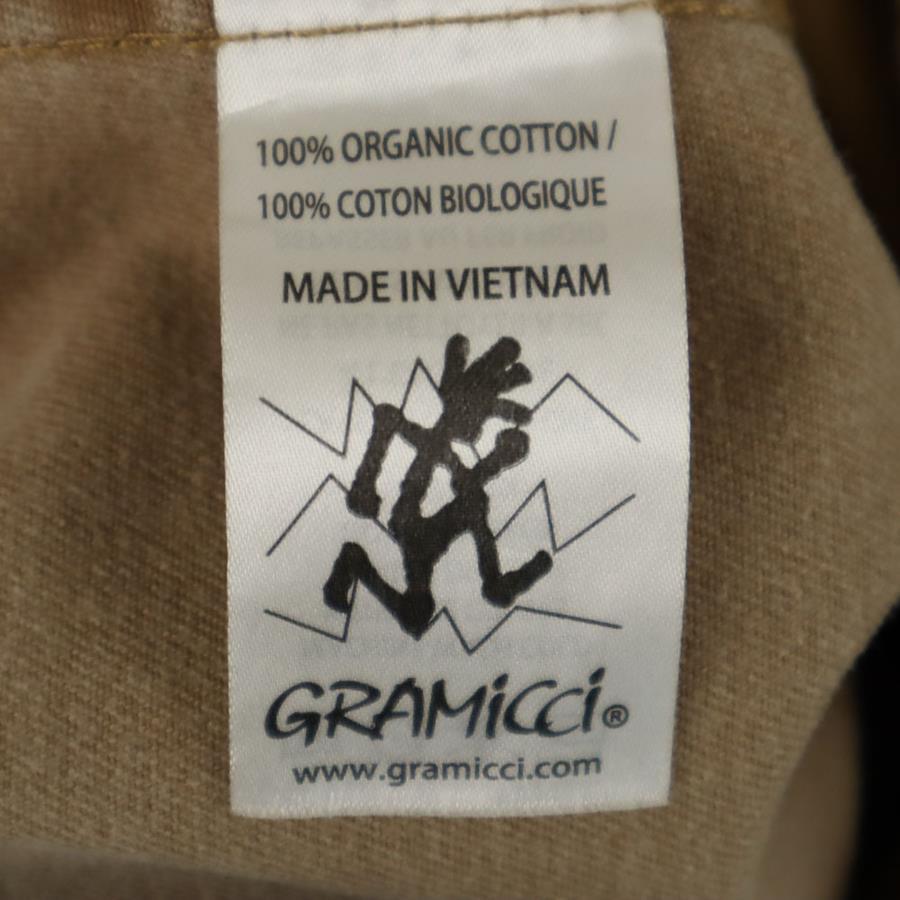 100% ORGANIC COTTON /
100% COTON BIOLOGIQUE
MADE IN VIETNAM
GRAMiCCi®
www.gramicci.com